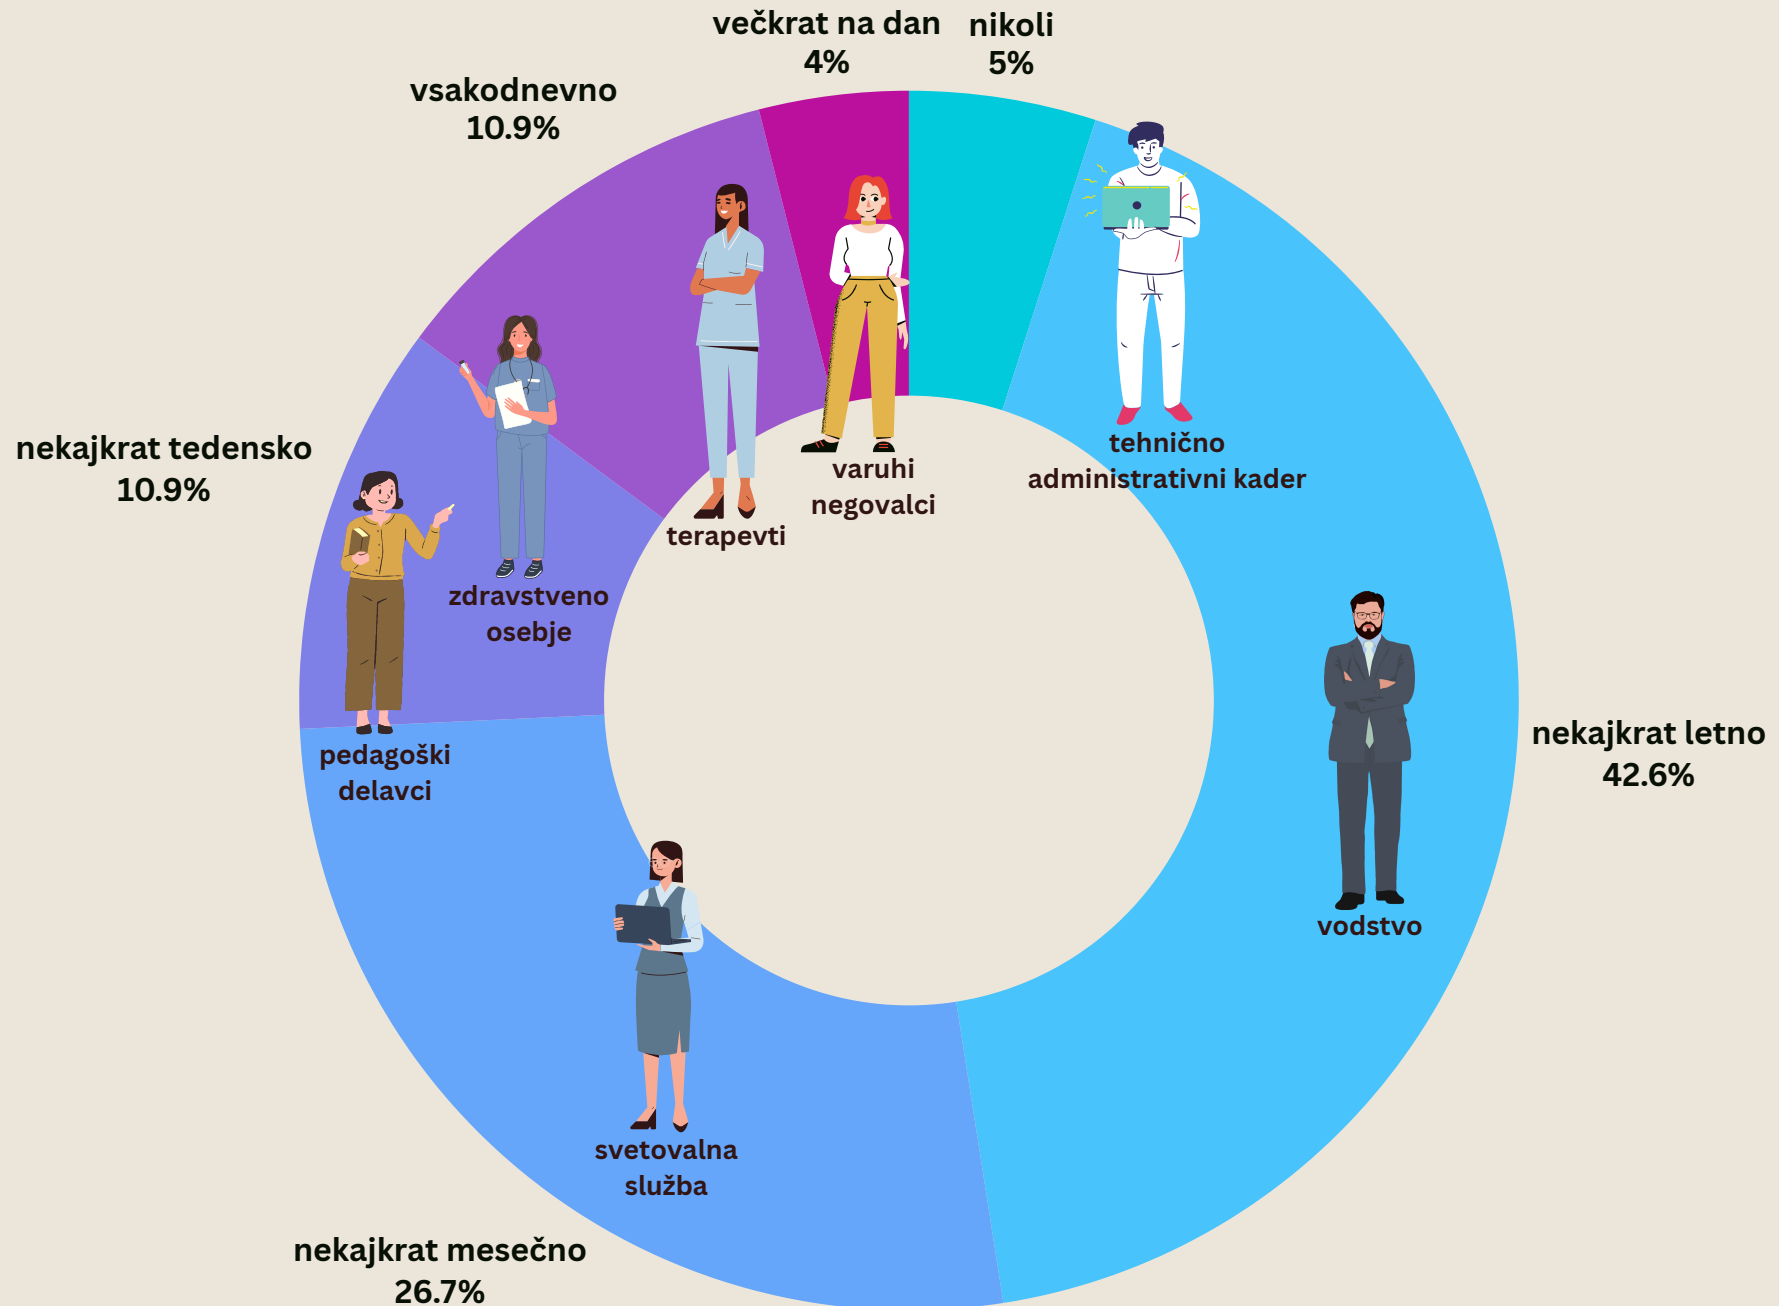 večkrat na dan
4%
nikoli
5%
vsakodnevno
10.9%
nekajkrat tedensko
10.9%
tehnično
administrativni kader
varuhi
negovalci
terapevti
zdravstveno
osebje
pedagoški
delavci
nekajkrat letno
42.6%
vodstvo
svetovalna
služba
nekajkrat mesečno
26.7%